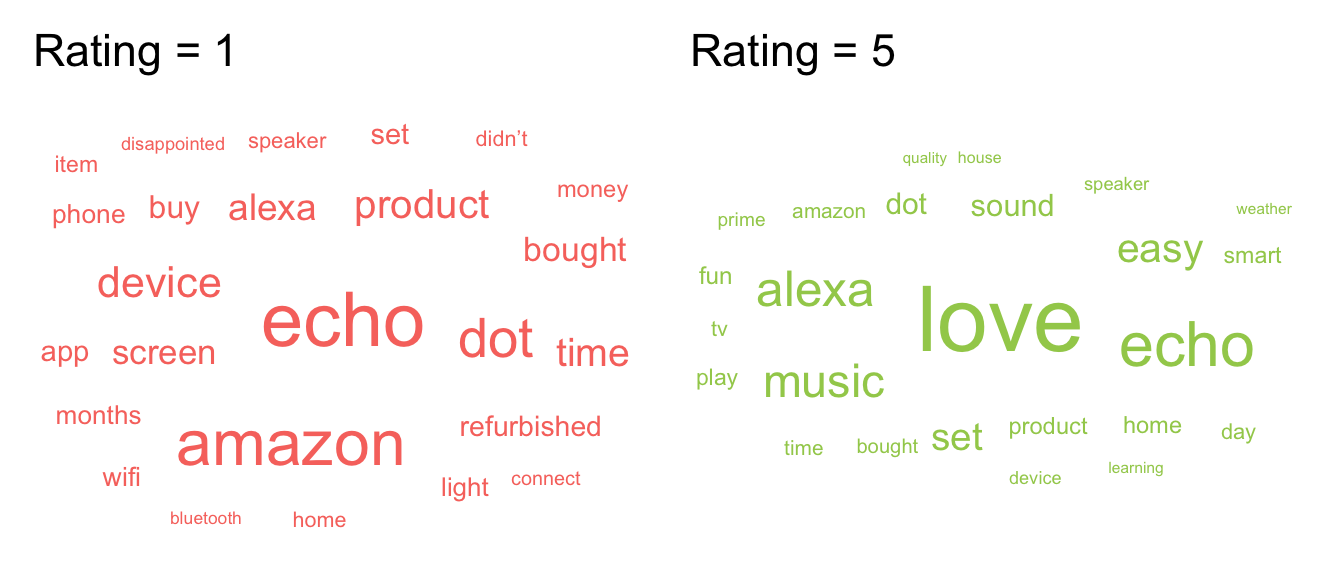 Rating = 1
disappointed speaker set didn’t
item
phone buy alexa product money
bought
device
echo dot time
app screen
months
amazon refurbished
wifi light connect
bluetooth home
Rating = 5
quality house
speaker
prime amazon dot sound weather
easy smart
fun alexa
love echo
tv
play music
time bought set product home day
device learning